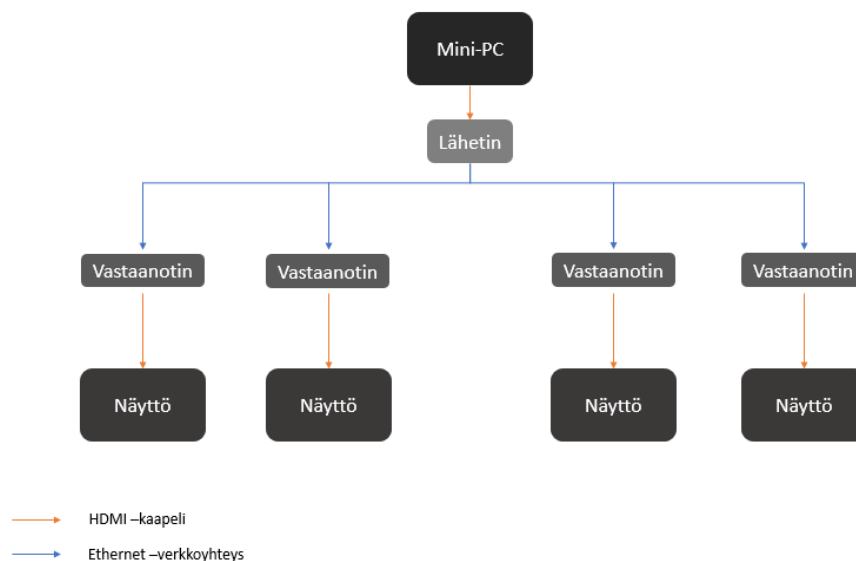 Mini-PC
Lähetin
Vastaanotin
Vastaanotin
Vastaanotin
Vastaanotin
Näyttö
Näyttö
Näyttö
Näyttö
HDMI –kaapeli
Ethernet –verkkoyhteys